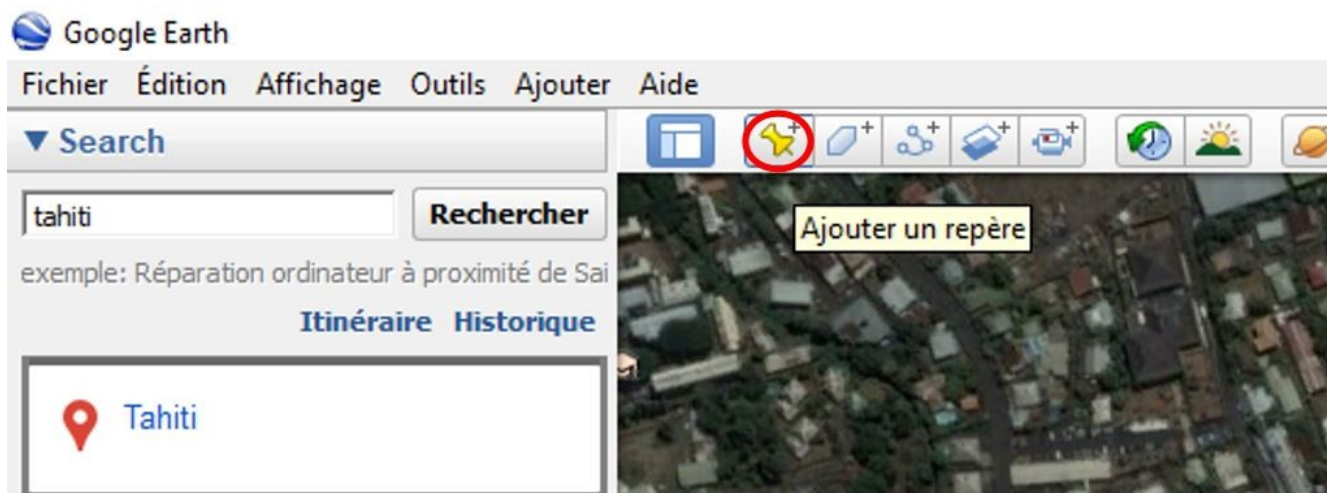 Google Earth
Fichier Édition Affichage Outils Ajouter Aide
Search
tahiti
Rechercher
Ajouter un repère
exemple: Réparation ordinateur à proximité de Sai
Itinéraire Historique
Tahiti